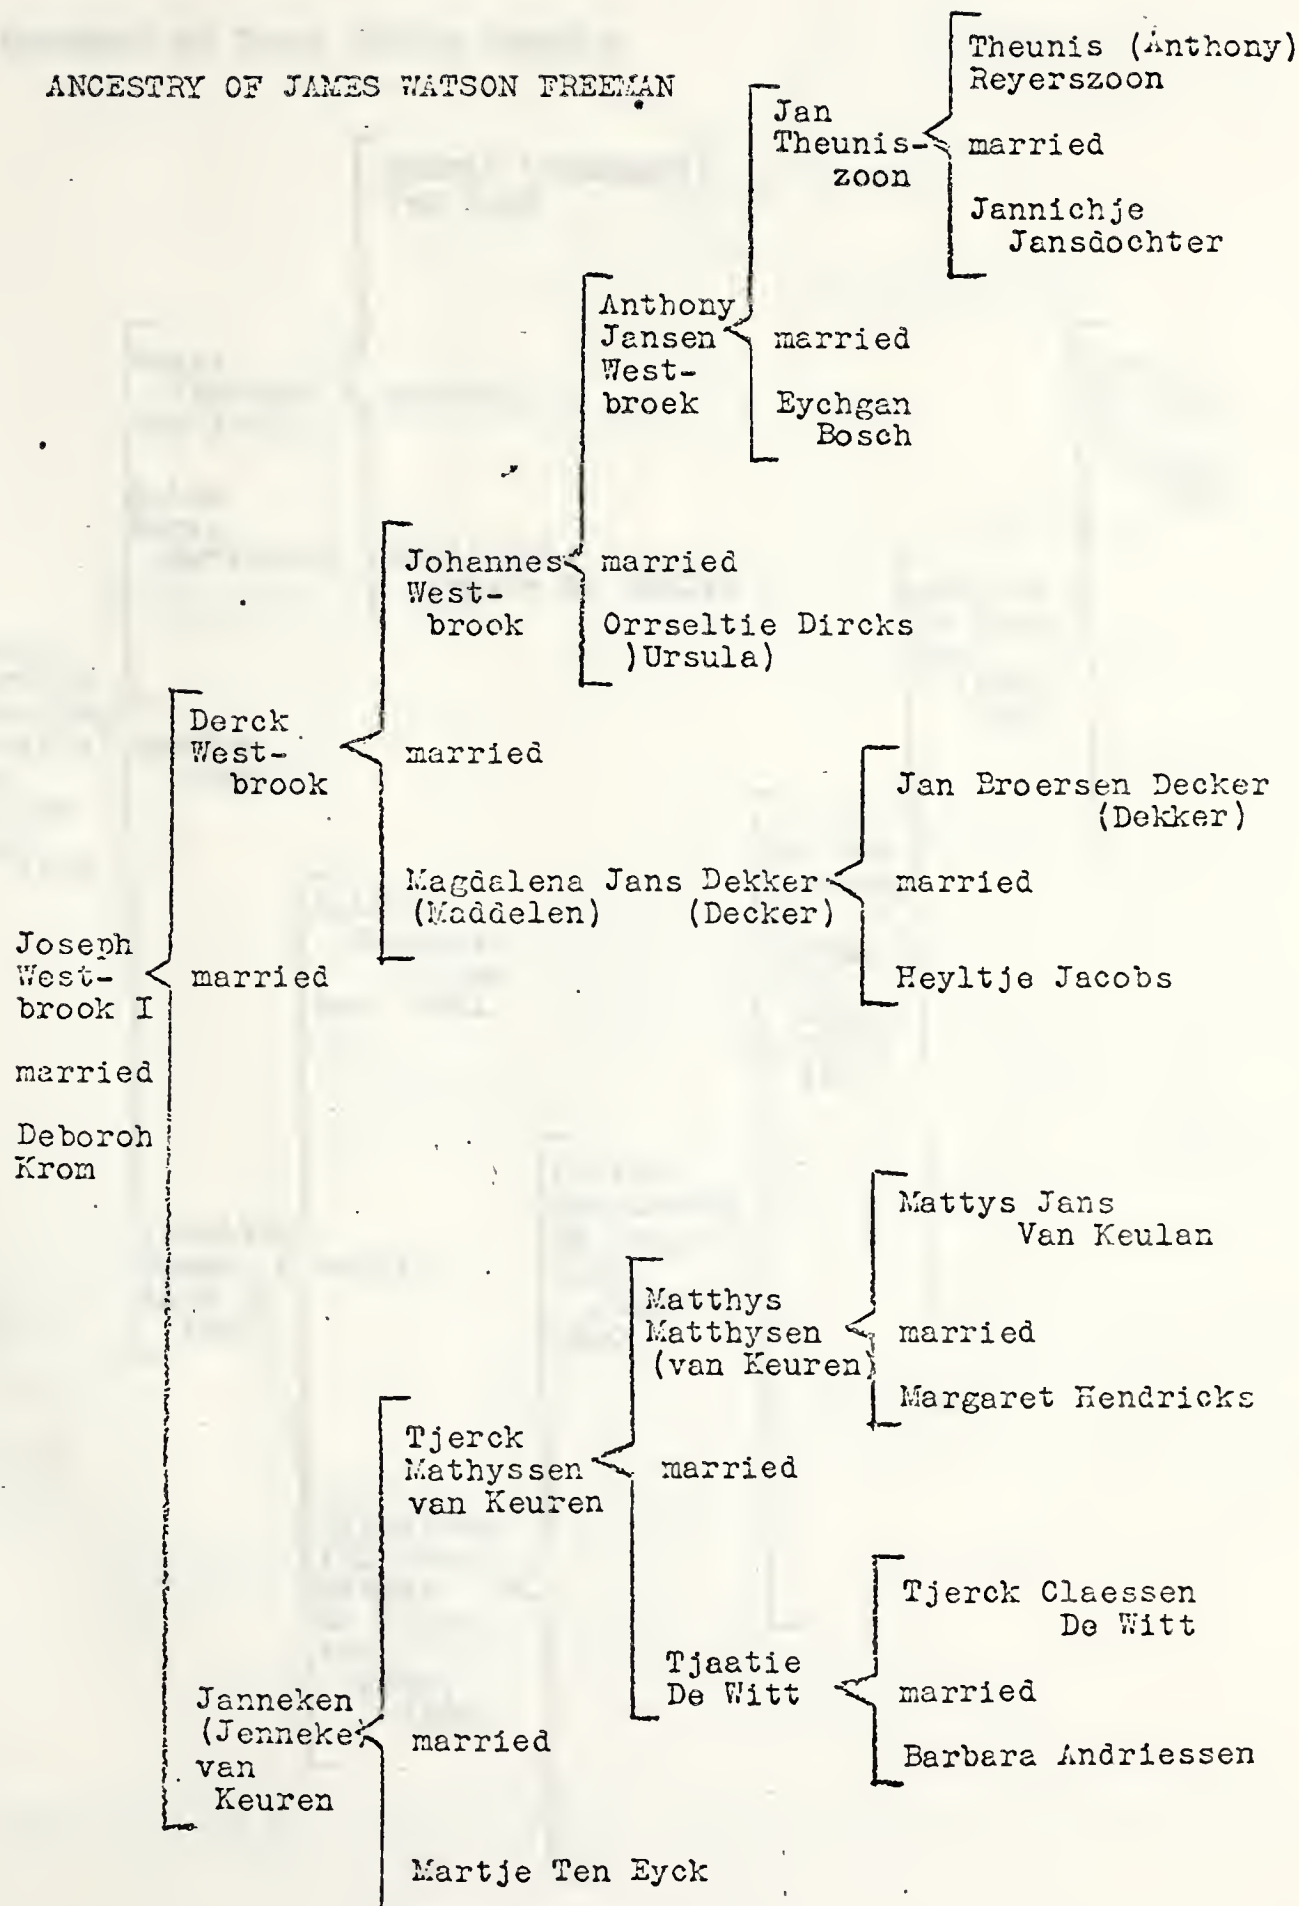 ANCESTRY OF JAMES WATSON FREEMAN
Theunis (Anthony)
Reyerszoon
married
Jannichje
Jansdochter
Jan
Theunis-
zoon
married
Eychgan
Bosch
Anthony
Jansen
West-
broek
married
Orrseltie Dircks
)Ursula)
Johannes
West-
brook
married
Magdalena Jans Dekker
(Maddelen) (Decker)
Jan Broersen Decker
(Dekker)
married
Heyltje Jacobs
Derck
West-
brook
married
Janneken
(Jenneke)
van
Keuren
Joseph
West-
brook I
married
Deboroh
Krom
Mattys Jans
Van Keulan
married
Margaret Hendricks
Matthys
Matthysen
(van Keuren)
married
Tjaatie
De Witt
Tjerck Claessen
De Witt
married
Barbara Andriessen
Tjerck
Mathyssen
van Keuren
married
Martje Ten Eyck